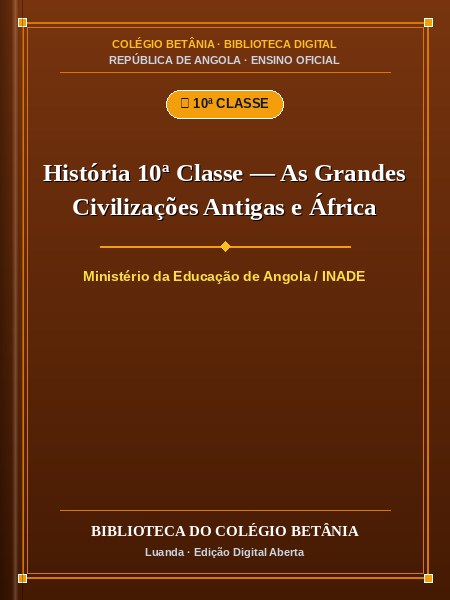 COLÉGIO BETÂNIA · BIBLIOTECA DIGITAL
REPÚBLICA DE ANGOLA · ENSINO OFICIAL
10ª CLASSE
História 10ª Classe — As Grandes
Civilizações Antigas e África
Ministério da Educação de Angola / INADE
BIBLIOTECA DO COLÉGIO BETÂNIA
Luanda · Edição Digital Aberta